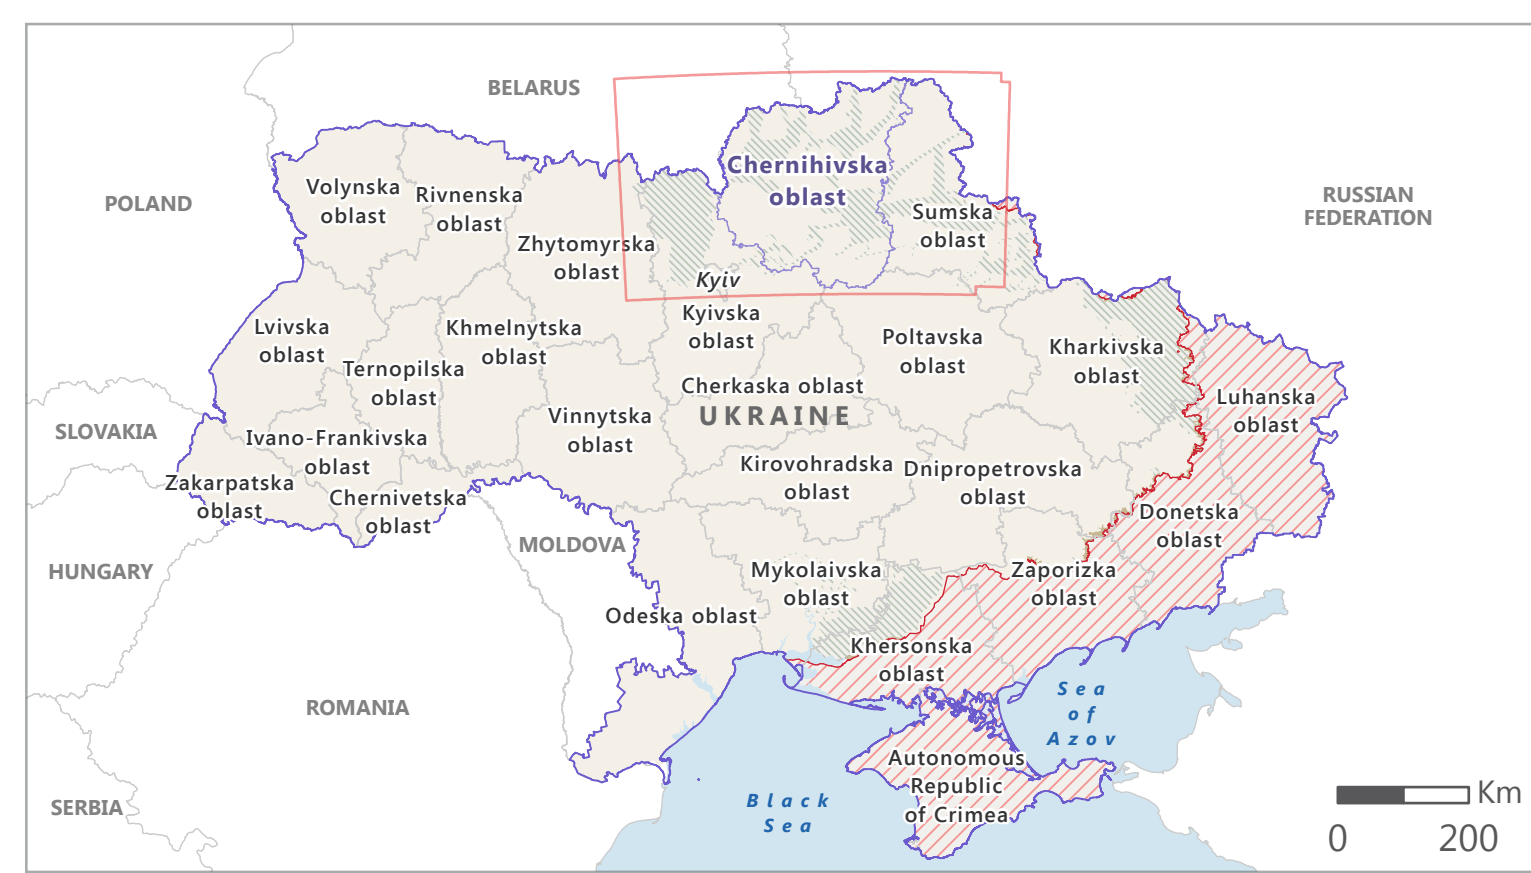 BELARUS
POLAND
RUSSIAN
FEDERATION
Chernihivska
oblast
Volynska
oblast
Rivnenska
oblast
Zhytomyrska
oblast
Sumska
oblast
Kyiv
Kyivska
oblast
Lvivska
oblast
Khmelnytska
oblast
Ternopilska
oblast
Cherkaska oblast
UKRAINE
Poltavska
oblast
Kharkivska
oblast
Luhanska
oblast
SLOVAKIA
Ivano-Frankivska
oblast
Vinnytska
oblast
Kirovohradska
oblast
Dnipropetrovska
oblast
Zakarpatska
oblast
Chernivetska
oblast
Donetska
oblast
HUNGARY
MOLDOVA
Mykolaivska
oblast
Zaporizka
oblast
Odeska oblast
Khersonska
oblast
ROMANIA
Sea
of
Azov
Autonomous
Republic
of Crimea
SERBIA
Black
Sea
Km
0 200